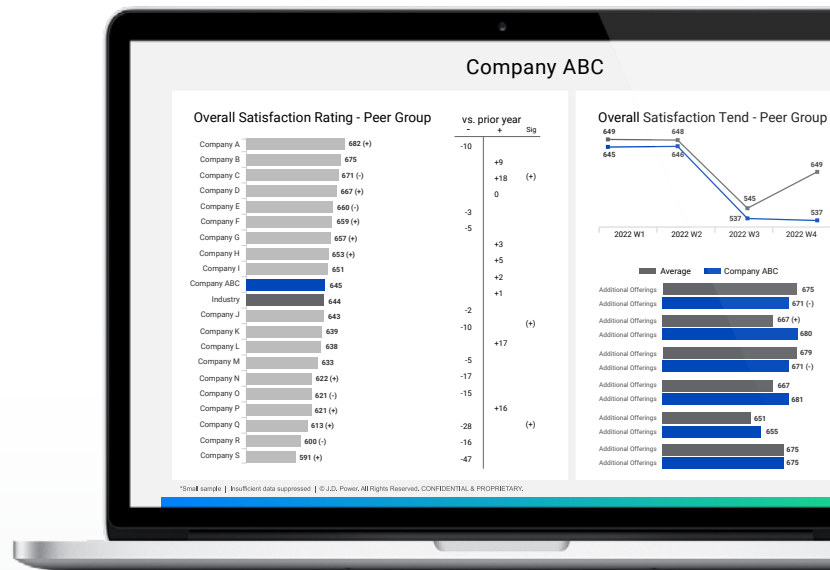 Company ABC
Overall Satisfaction Rating - Peer Group
vs. prior year
- + Sig
Company A 682 (+) -10
Company B 675 +9
Company C 671 (-) +18 (+)
Company D 667 (+) 0
Company E 660 (-) -3
Company F 659 (+) -5
Company G 657 (+) +3
Company H 653 (+) +5
Company I 651 +2
Company ABC 645 +1
Industry 644 -2
Company J 643 -10 (+)
Company K 639 +17
Company L 638 -5
Company M 633 -17
Company N 622 (+) -15
Company O 621 (-) +16
Company P 621 (+) -28 (+)
Company Q 613 (+) -16
Company R 600 (-) -47
Company S 591 (+)
Overall Satisfaction Tend - Peer Group
649 648 545 649
645 646 537 537
2022 W1 2022 W2 2022 W3 2022 W4
Average Company ABC
Additional Offerings 675
Additional Offerings 671 (-)
Additional Offerings 667 (+)
Additional Offerings 680
Additional Offerings 679
Additional Offerings 671 (-)
Additional Offerings 667
Additional Offerings 681
Additional Offerings 651
Additional Offerings 655
Additional Offerings 675
Additional Offerings 675
*Small sample | Insufficient data suppressed | © J.D. Power. All Rights Reserved. CONFIDENTIAL & PROPRIETARY.